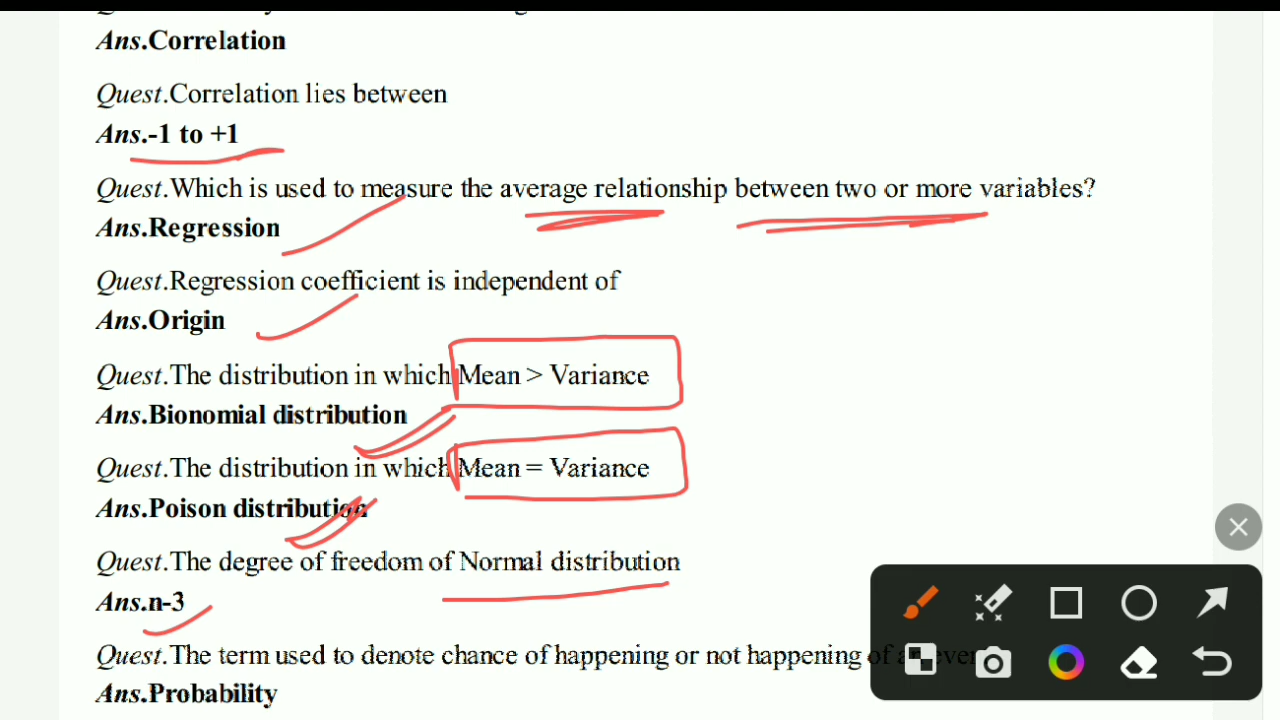 Ans.Correlation
Quest.Correlation lies between
Ans.-1 to +1
Quest.Which is used to measure the average relationship between two or more variables?
Ans.Regression
Quest.Regression coefficient is independent of
Ans.Origin
Quest.The distribution in which Mean > Variance
Ans.Bionomial distribution
Quest.The distribution in which Mean = Variance
Ans.Poison distribution
Quest.The degree of freedom of Normal distribution
Ans.n-3
Quest.The term used to denote chance of happening or not happening of
Ans.Probability